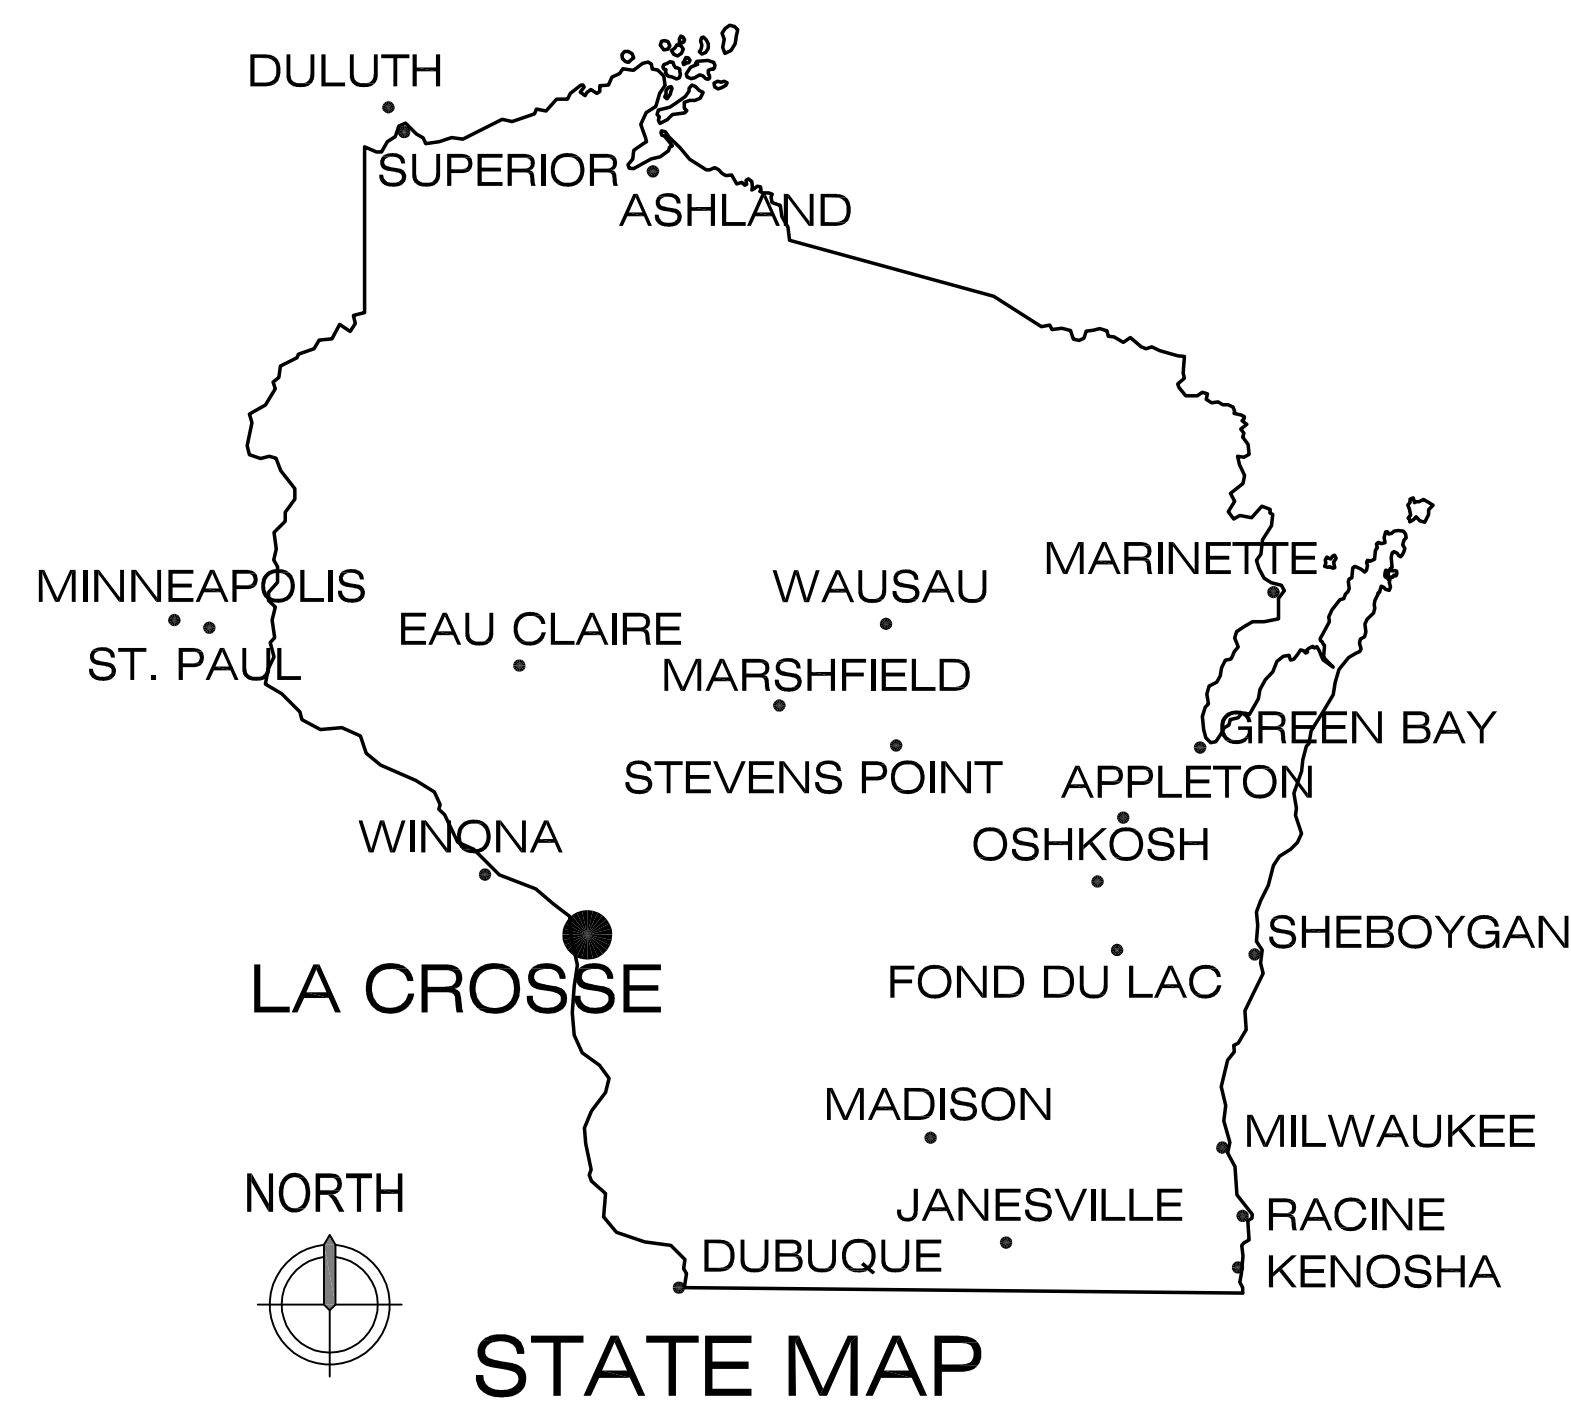 DULUTH
SUPERIOR
ASHLAND
MARINETTE
MINNEAPOLIS
WAUSAU
EAU CLAIRE
ST. PAUL
MARSHFIELD
GREEN BAY
STEVENS POINT
APPLETON
WINONA
OSHKOSH
SHEBOYGAN
LA CROSSE
FOND DU LAC
MADISON
MILWAUKEE
NORTH
JANESVILLE
RACINE
DUBUQUE
KENOSHA
STATE MAP